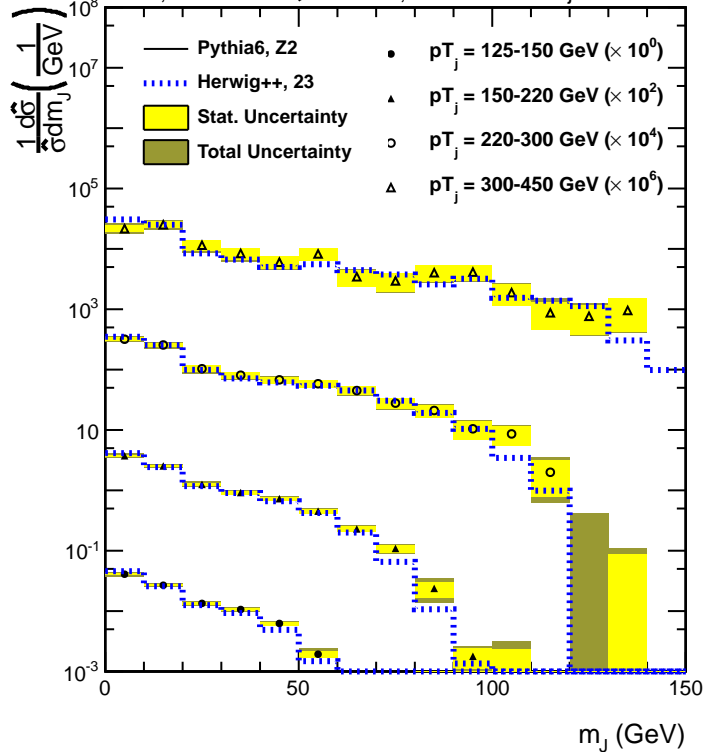 10^8
10^7
10^5
10^3
10
10^-1
10^-3
1 dσ̂ / σ̂ dm_J (1 / GeV)
Pythia6, Z2
Herwig++, 23
Stat. Uncertainty
Total Uncertainty
pT_j = 125-150 GeV (× 10^0)
pT_j = 150-220 GeV (× 10^2)
pT_j = 220-300 GeV (× 10^4)
pT_j = 300-450 GeV (× 10^6)
0 50 100 150
m_J (GeV)